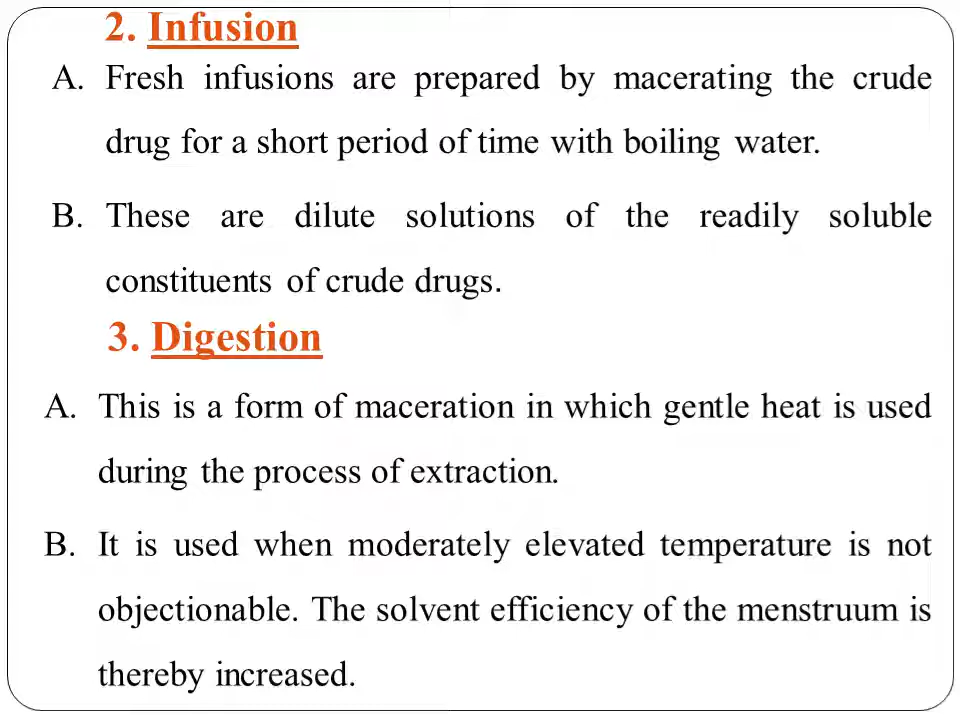 2. Infusion
A. Fresh infusions are prepared by macerating the crude
drug for a short period of time with boiling water.
B. These are dilute solutions of the readily soluble
constituents of crude drugs.
3. Digestion
A. This is a form of maceration in which gentle heat is used
during the process of extraction.
B. It is used when moderately elevated temperature is not
objectionable. The solvent efficiency of the menstruum is
thereby increased.